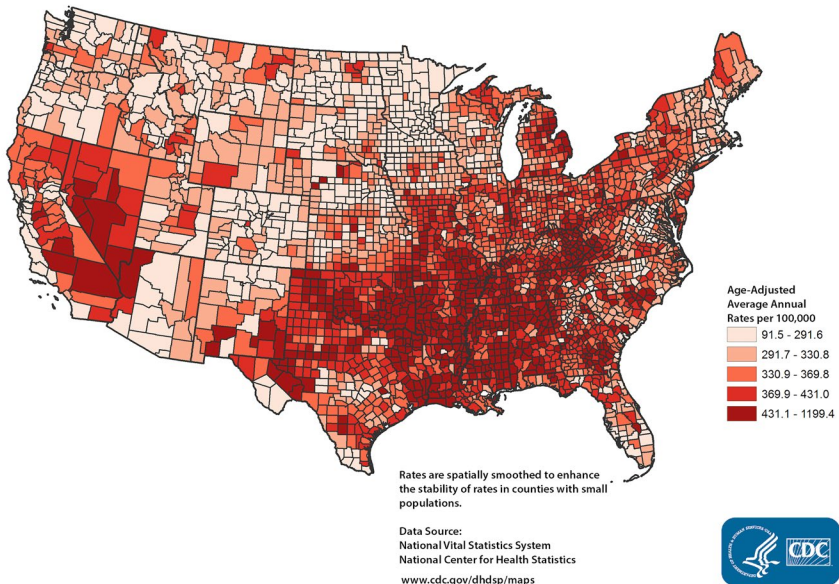 Age-Adjusted
Average Annual
Rates per 100,000
91.5 - 291.6
291.7 - 330.8
330.9 - 369.8
369.9 - 431.0
431.1 - 1199.4
Rates are spatially smoothed to enhance
the stability of rates in counties with small
populations.
Data Source:
National Vital Statistics System
National Center for Health Statistics
www.cdc.gov/dhdsp/maps
CDC